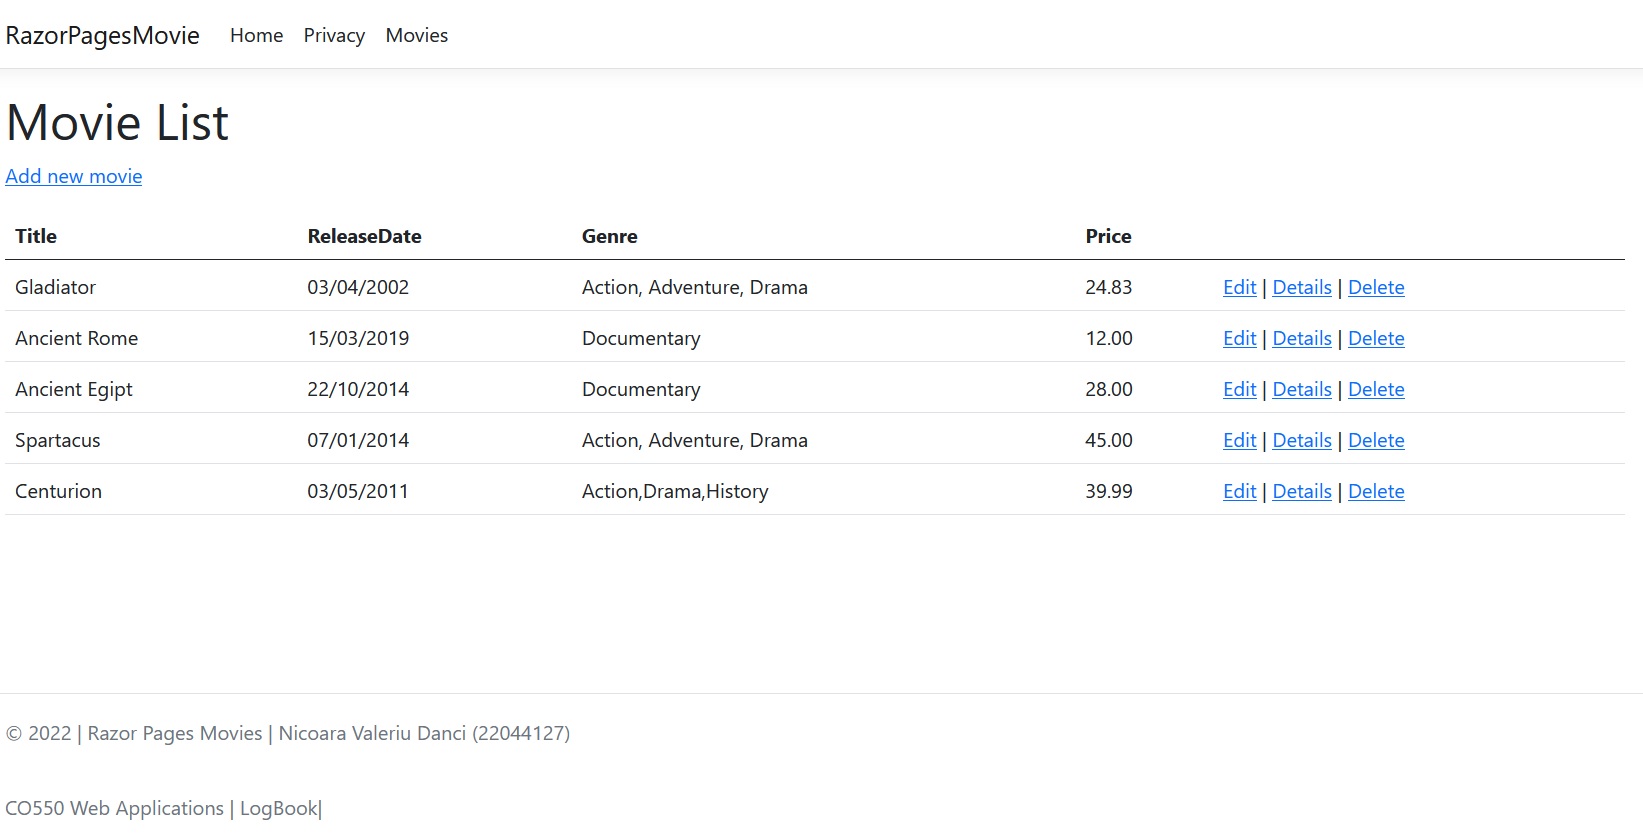 RazorPagesMovie Home Privacy Movies
Movie List
Add new movie
Title ReleaseDate Genre Price
Gladiator 03/04/2002 Action, Adventure, Drama 24.83 Edit | Details | Delete
Ancient Rome 15/03/2019 Documentary 12.00 Edit | Details | Delete
Ancient Egipt 22/10/2014 Documentary 28.00 Edit | Details | Delete
Spartacus 07/01/2014 Action, Adventure, Drama 45.00 Edit | Details | Delete
Centurion 03/05/2011 Action,Drama,History 39.99 Edit | Details | Delete
© 2022 | Razor Pages Movies | Nicoara Valeriu Danci (22044127)
CO550 Web Applications | LogBook|